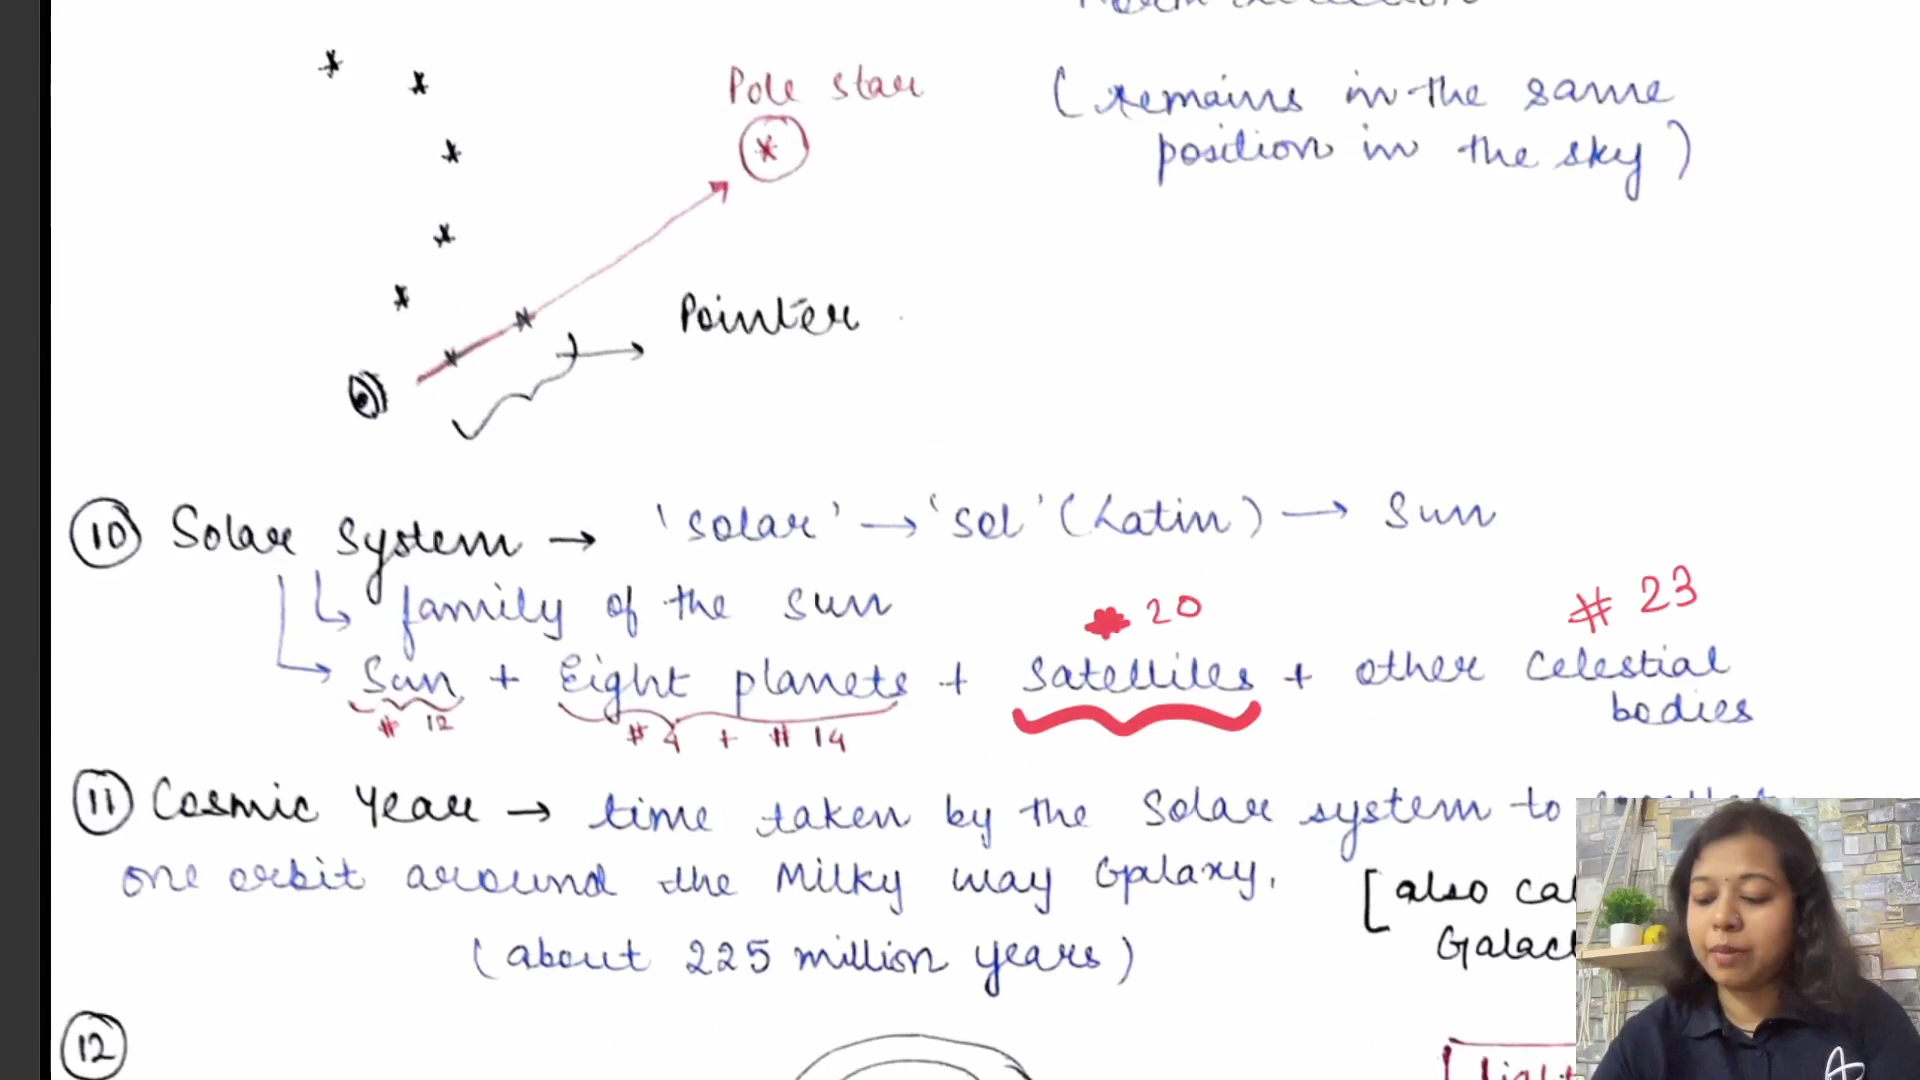 Pole star
(remains in the same
position in the sky)
Pointer
10 Solar System → 'solar' → 'sol' (Latin) → Sun
↳ family of the sun
* 20
# 23
↳ Sun + Eight planets + Satellites + other celestial
bodies
# 12
# 4 + # 14
11 Cosmic Year → time taken by the Solar system to
one orbit around the Milky way Galaxy.
[also cal
(about 225 million years)
Galact
12